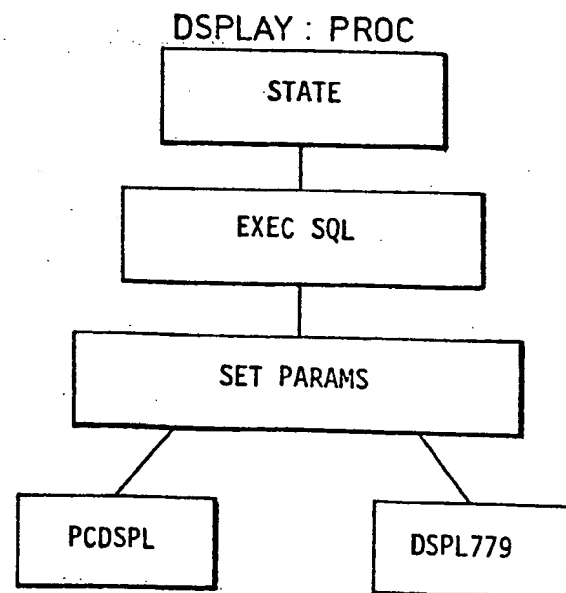 DSPLAY : PROC
STATE
EXEC SQL
SET PARAMS
PCDSPL
DSPL779